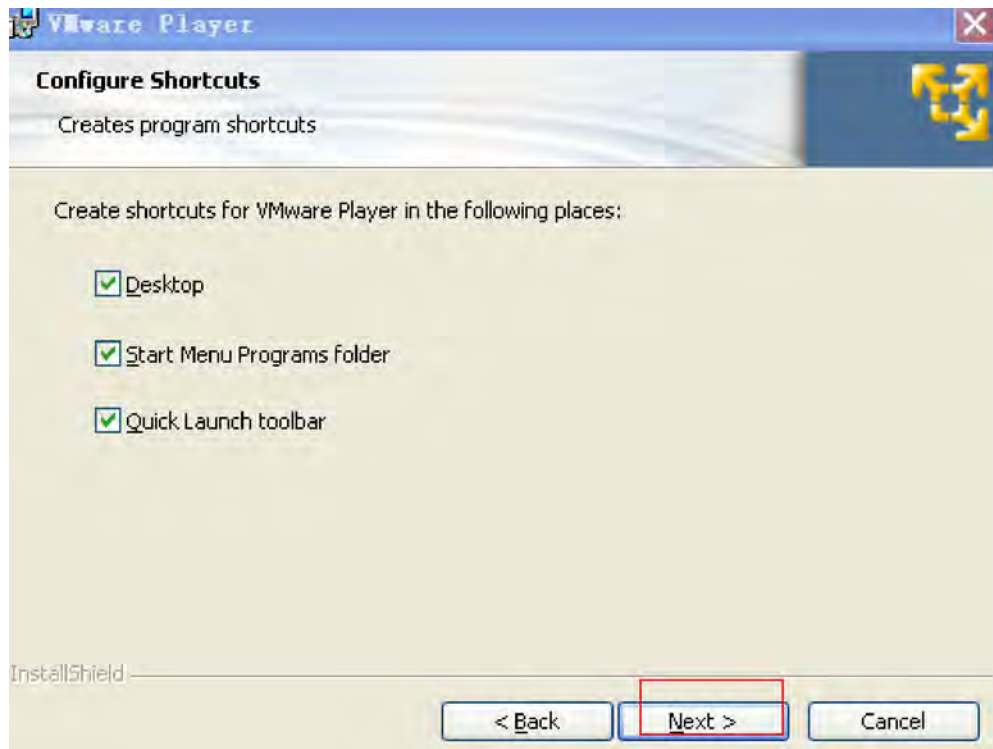 VMware Player
Configure Shortcuts
Creates program shortcuts
Create shortcuts for VMware Player in the following places:
Desktop
Start Menu Programs folder
Quick Launch toolbar
InstallShield
< Back
Next >
Cancel